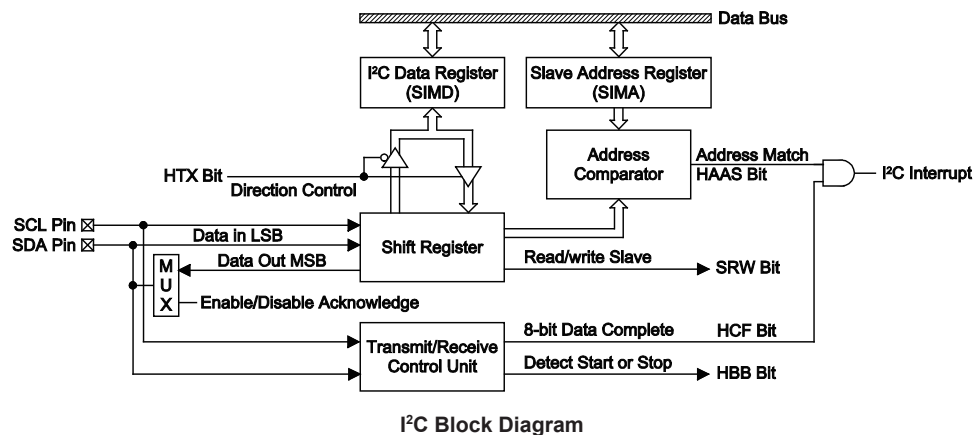 Data Bus
I²C Data Register
(SIMD)
Slave Address Register
(SIMA)
HTX Bit
Direction Control
Address
Comparator
Address Match
HAAS Bit
I²C Interrupt
SCL Pin
SDA Pin
Data in LSB
Shift Register
Data Out MSB
Read/write Slave
SRW Bit
M
U
X
Enable/Disable Acknowledge
Transmit/Receive
Control Unit
8-bit Data Complete
HCF Bit
Detect Start or Stop
HBB Bit
I²C Block Diagram